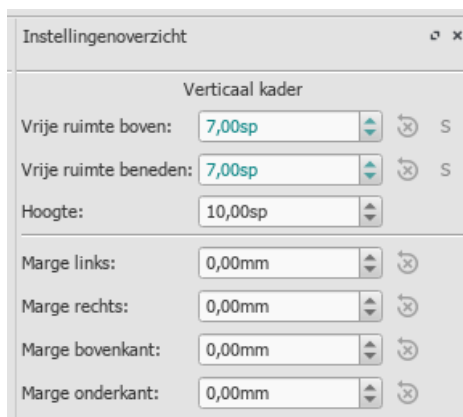 Instellingenoverzicht
Verticaal kader
Vrije ruimte boven: 7,00sp S
Vrije ruimte beneden: 7,00sp S
Hoogte: 10,00sp
Marge links: 0,00mm
Marge rechts: 0,00mm
Marge bovenkant: 0,00mm
Marge onderkant: 0,00mm